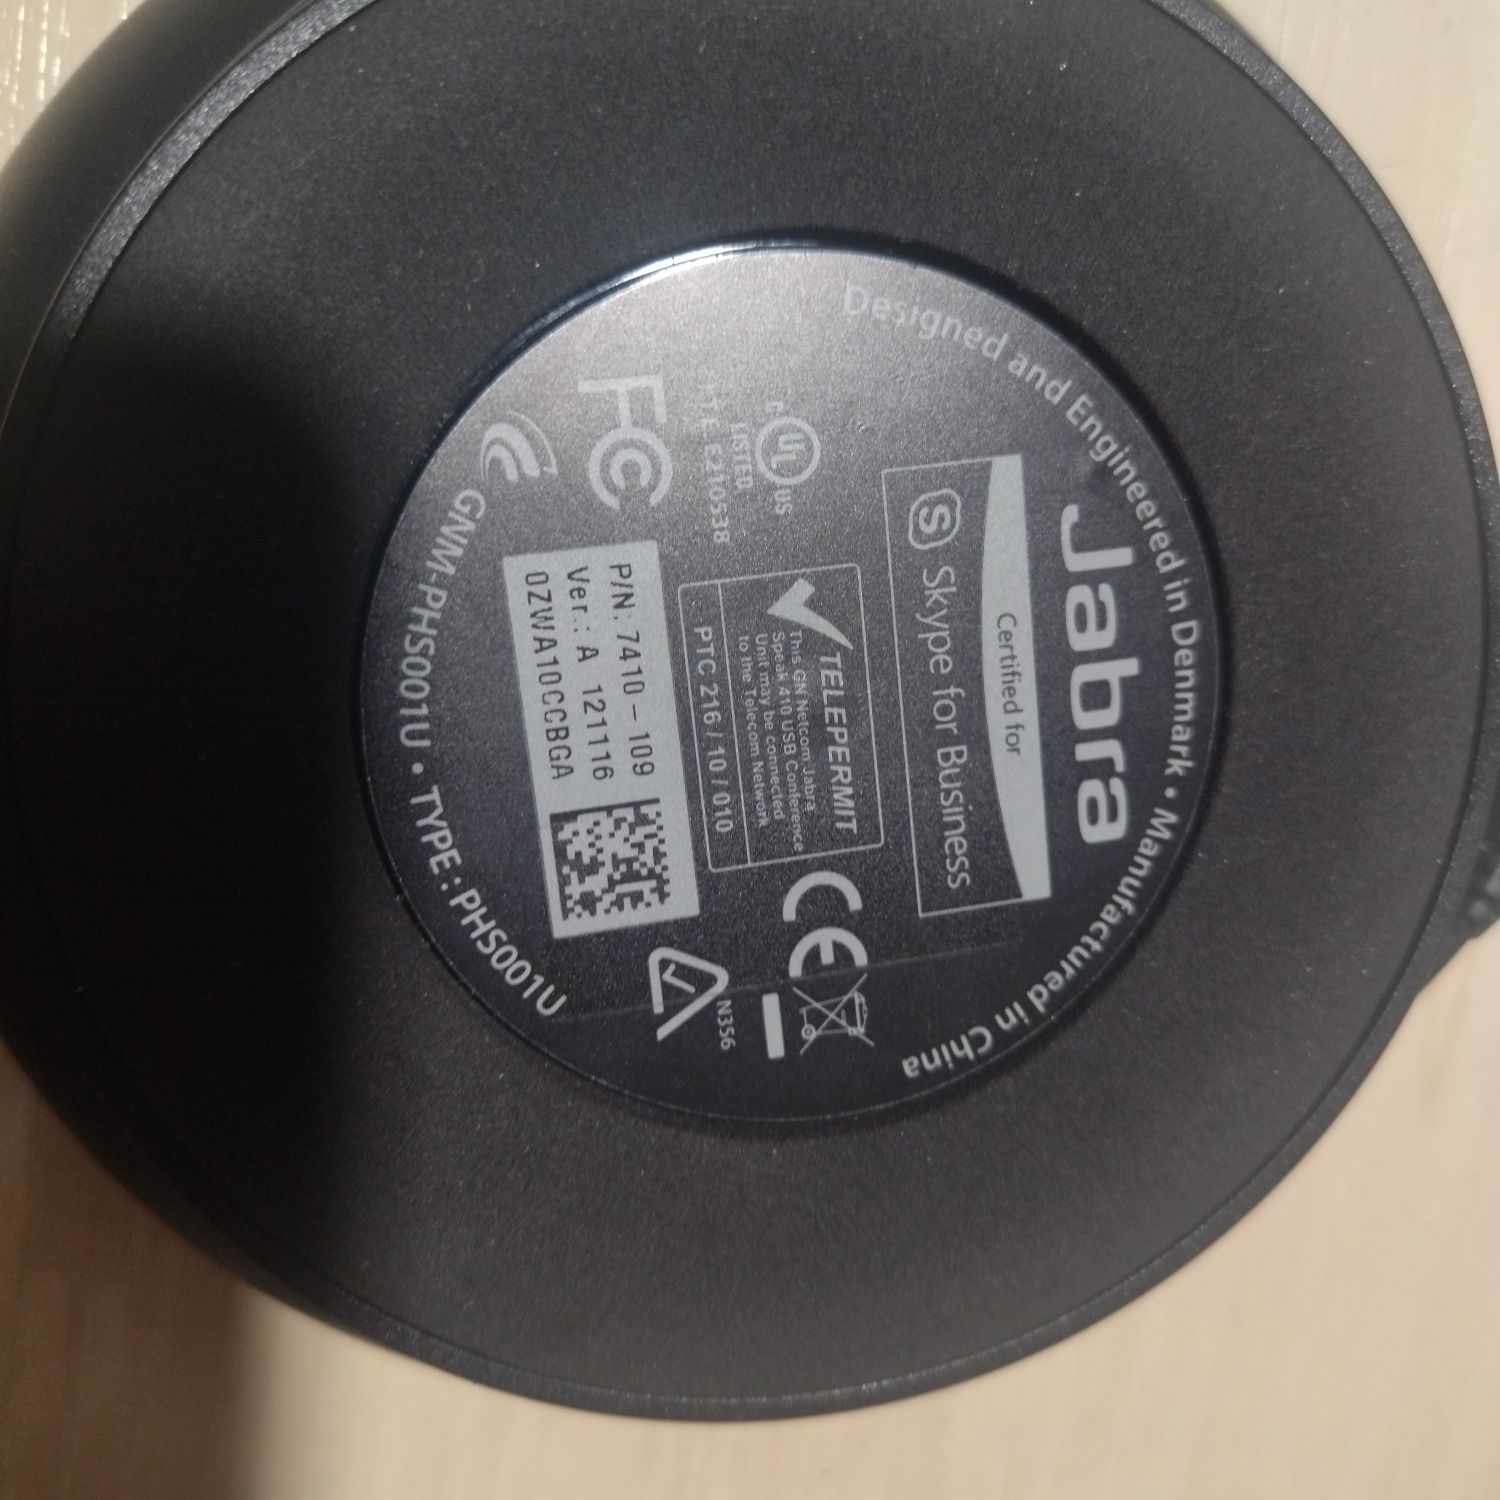 Designed and Engineered in Denmark • Manufactured in China
Jabra
Certified for
S Skype for Business
TELEPERMIT
This GN Netcom Jabra
Speak 410 USB Conference
Unit may be connected
to the Telecom Network
PTC 216 / 10 / 010
c UL US
LISTED
I.T.E. E210538
CE
N356
FC
P/N: 7410-109
Ver.: A 121116
0ZWA10CCBGA
GNM-PHS001U • TYPE: PHS001U